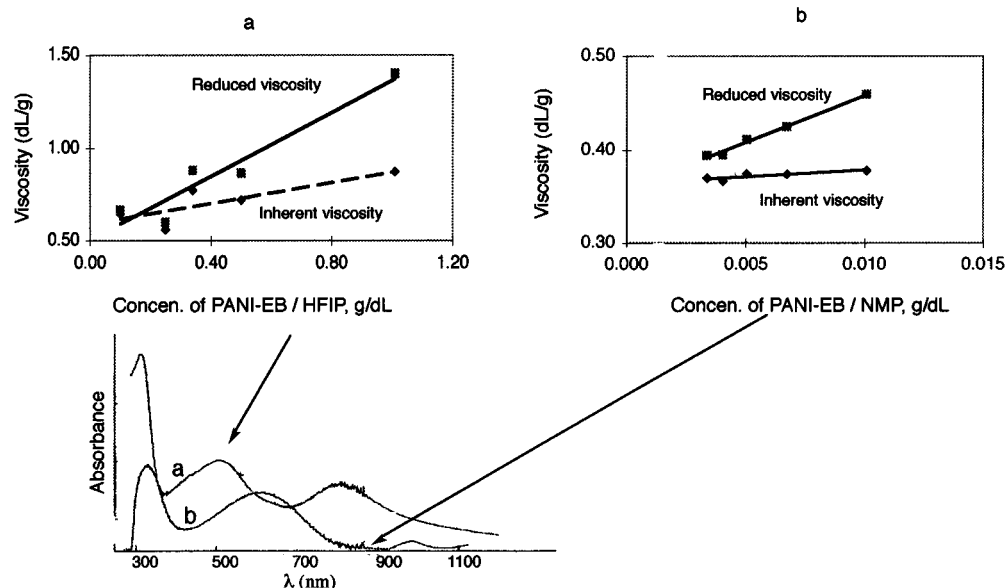 a
1.50
1.00
0.50
Viscosity (dL/g)
Reduced viscosity
Inherent viscosity
0.00
0.40
0.80
1.20
Concen. of PANI-EB / HFIP, g/dL
b
0.50
0.40
0.30
Viscosity (dL/g)
Reduced viscosity
Inherent viscosity
0.000
0.005
0.010
0.015
Concen. of PANI-EB / NMP, g/dL
Absorbance
a
b
300
500
700
900
1100
λ (nm)